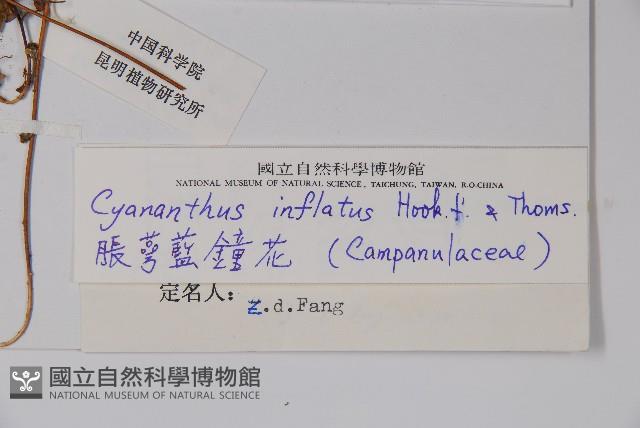 中国科学院
昆明植物研究所
國立自然科學博物館
NATIONAL MUSEUM OF NATURAL SCIENCE, TAICHUNG, TAIWAN, R.O.CHINA
Cyananthus inflatus Hook. f. & Thoms.
脹萼藍鐘花 (Campanulaceae)
定名人: z.d.Fang
國立自然科學博物館
NATIONAL MUSEUM OF NATURAL SCIENCE